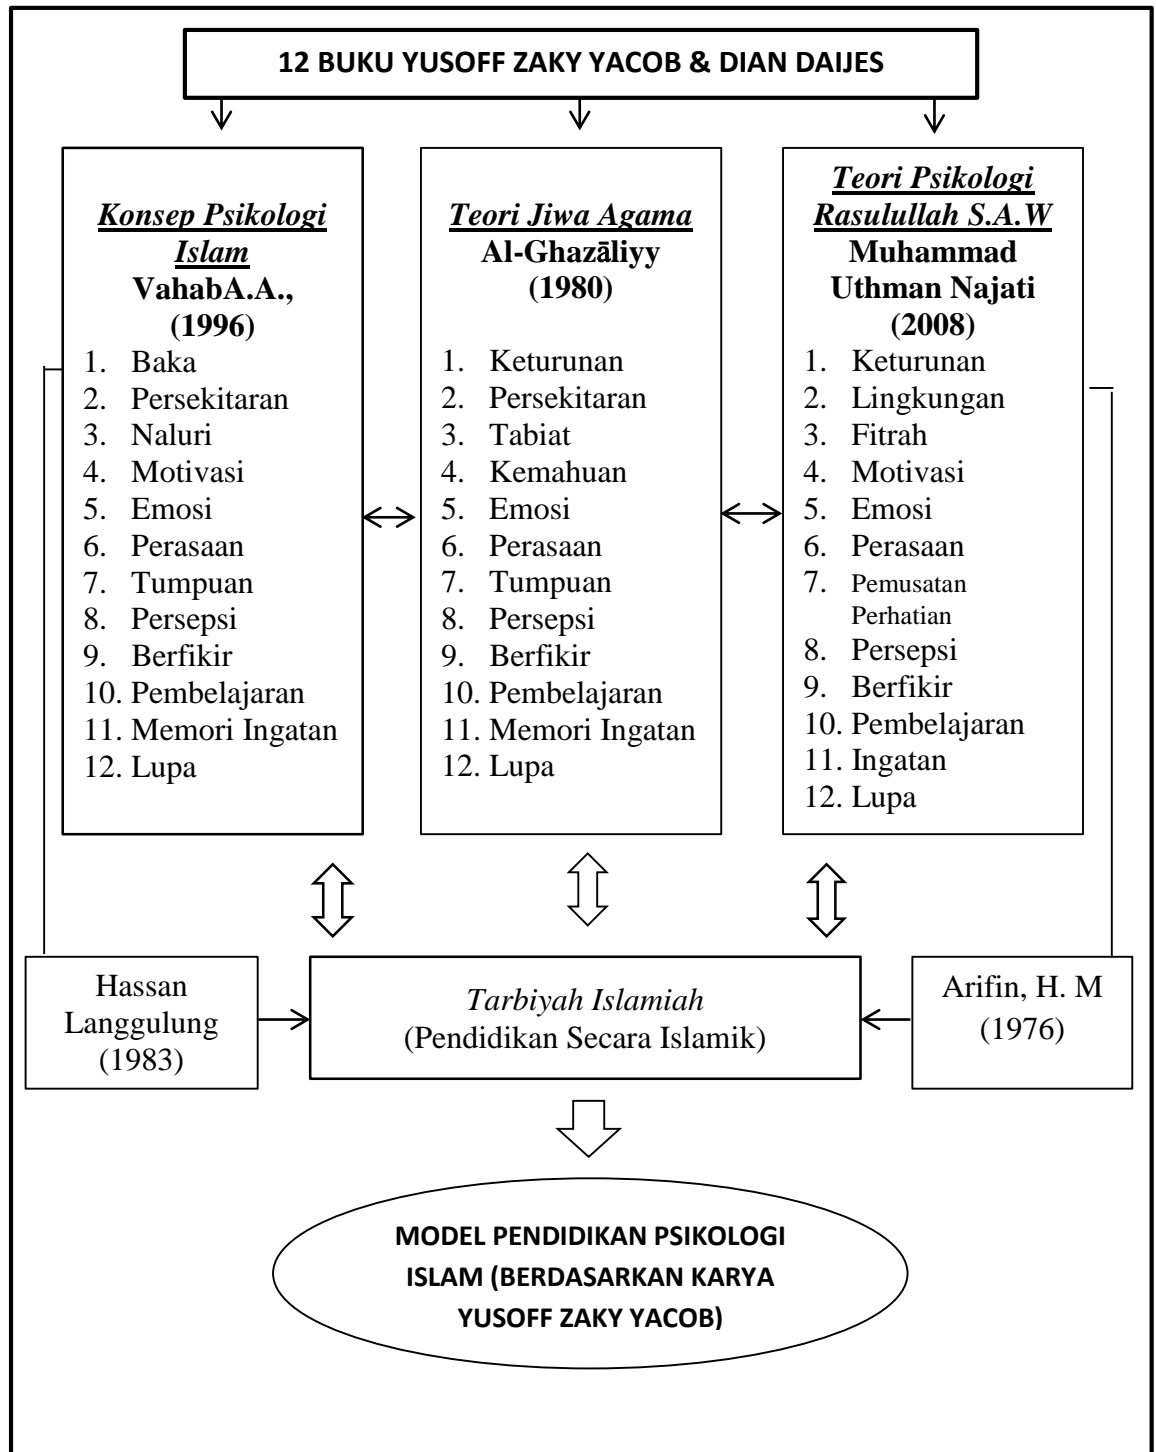 12 BUKU YUSOFF ZAKY YACOB & DIAN DAIJES
Konsep Psikologi
Islam
VahabA.A.,
(1996)
1. Baka
2. Persekitaran
3. Naluri
4. Motivasi
5. Emosi
6. Perasaan
7. Tumpuan
8. Persepsi
9. Berfikir
10. Pembelajaran
11. Memori Ingatan
12. Lupa
Teori Jiwa Agama
Al-Ghazāliyy
(1980)
1. Keturunan
2. Persekitaran
3. Tabiat
4. Kemahuan
5. Emosi
6. Perasaan
7. Tumpuan
8. Persepsi
9. Berfikir
10. Pembelajaran
11. Memori Ingatan
12. Lupa
Teori Psikologi
Rasulullah S.A.W
Muhammad
Uthman Najati
(2008)
1. Keturunan
2. Lingkungan
3. Fitrah
4. Motivasi
5. Emosi
6. Perasaan
7. Pemusatan
Perhatian
8. Persepsi
9. Berfikir
10. Pembelajaran
11. Ingatan
12. Lupa
Hassan
Langgulung
(1983)
Tarbiyah Islamiah
(Pendidikan Secara Islamik)
Arifin, H. M
(1976)
MODEL PENDIDIKAN PSIKOLOGI
ISLAM (BERDASARKAN KARYA
YUSOFF ZAKY YACOB)